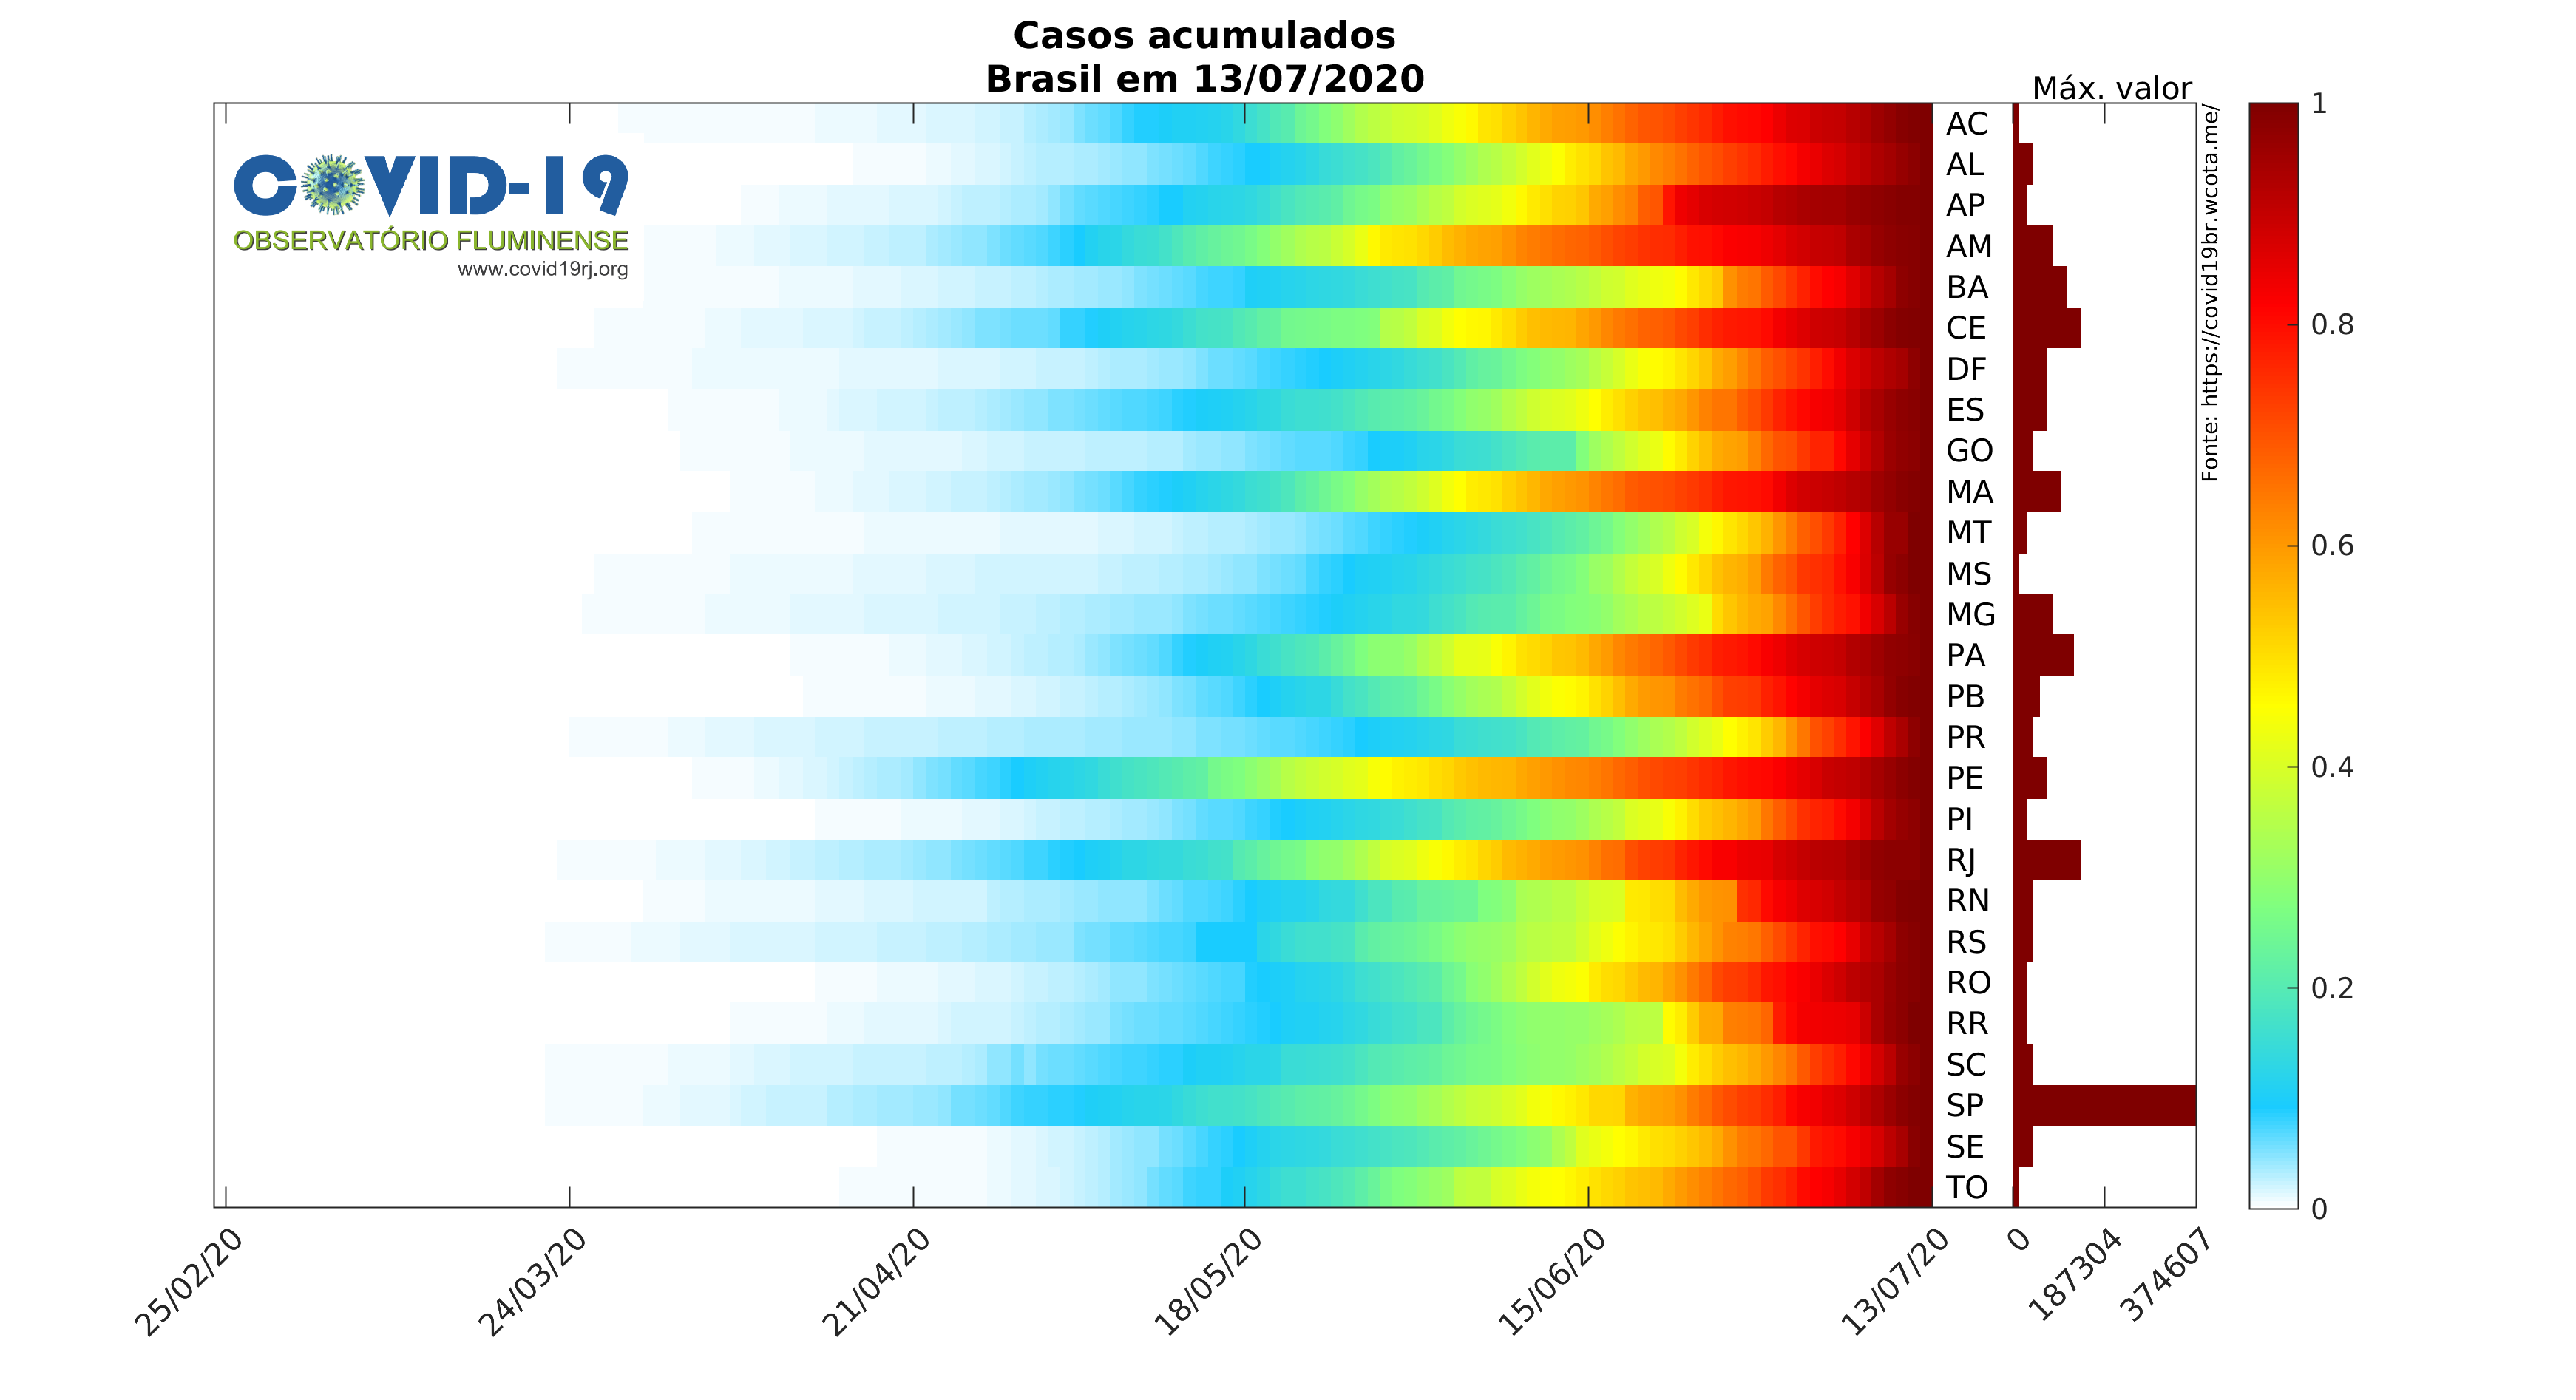 Casos acumulados
Brasil em 13/07/2020
Máx. valor
COVID-19
OBSERVATÓRIO FLUMINENSE
www.covid19rj.org
AC
AL
AP
AM
BA
CE
DF
ES
GO
MA
MT
MS
MG
PA
PB
PR
PE
PI
RJ
RN
RS
RO
RR
SC
SP
SE
TO
Fonte: https://covid19br.wcota.me/
1
0.8
0.6
0.4
0.2
0
25/02/20
24/03/20
21/04/20
18/05/20
15/06/20
13/07/20
0
187304
374607